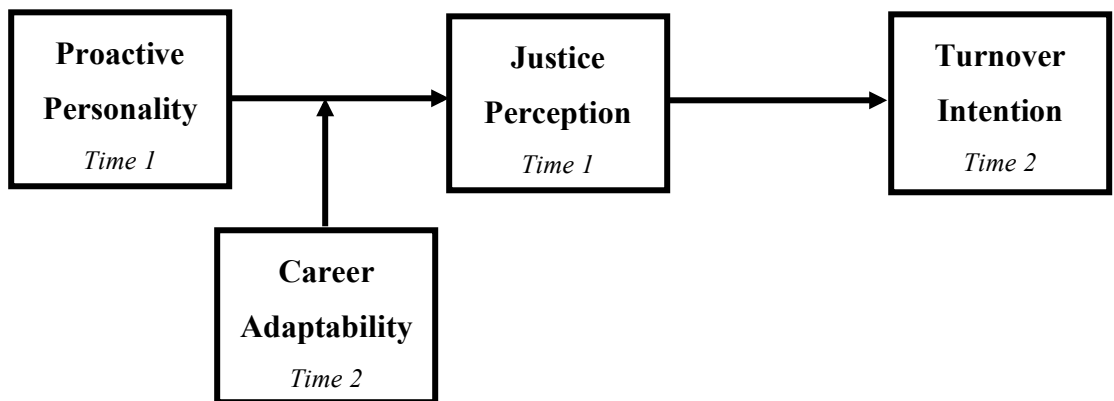 Proactive
Personality
Time 1
Justice
Perception
Time 1
Turnover
Intention
Time 2
Career
Adaptability
Time 2